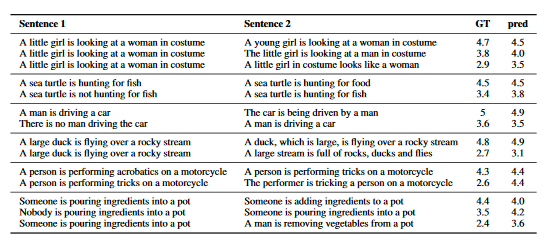 Sentence 1 Sentence 2 GT pred
A little girl is looking at a woman in costume A young girl is looking at a woman in costume 4.7 4.5
A little girl is looking at a woman in costume The little girl is looking at a man in costume 3.8 4.0
A little girl is looking at a woman in costume A little girl in costume looks like a woman 2.9 3.5
A sea turtle is hunting for fish A sea turtle is hunting for food 4.5 4.5
A sea turtle is not hunting for fish A sea turtle is hunting for fish 3.4 3.8
A man is driving a car The car is being driven by a man 5 4.9
There is no man driving the car A man is driving a car 3.6 3.5
A large duck is flying over a rocky stream A duck, which is large, is flying over a rocky stream 4.8 4.9
A large duck is flying over a rocky stream A large stream is full of rocks, ducks and flies 2.7 3.1
A person is performing acrobatics on a motorcycle A person is performing tricks on a motorcycle 4.3 4.4
A person is performing tricks on a motorcycle The performer is tricking a person on a motorcycle 2.6 4.4
Someone is pouring ingredients into a pot Someone is adding ingredients to a pot 4.4 4.0
Nobody is pouring ingredients into a pot Someone is pouring ingredients into a pot 3.5 4.2
Someone is pouring ingredients into a pot A man is removing vegetables from a pot 2.4 3.6